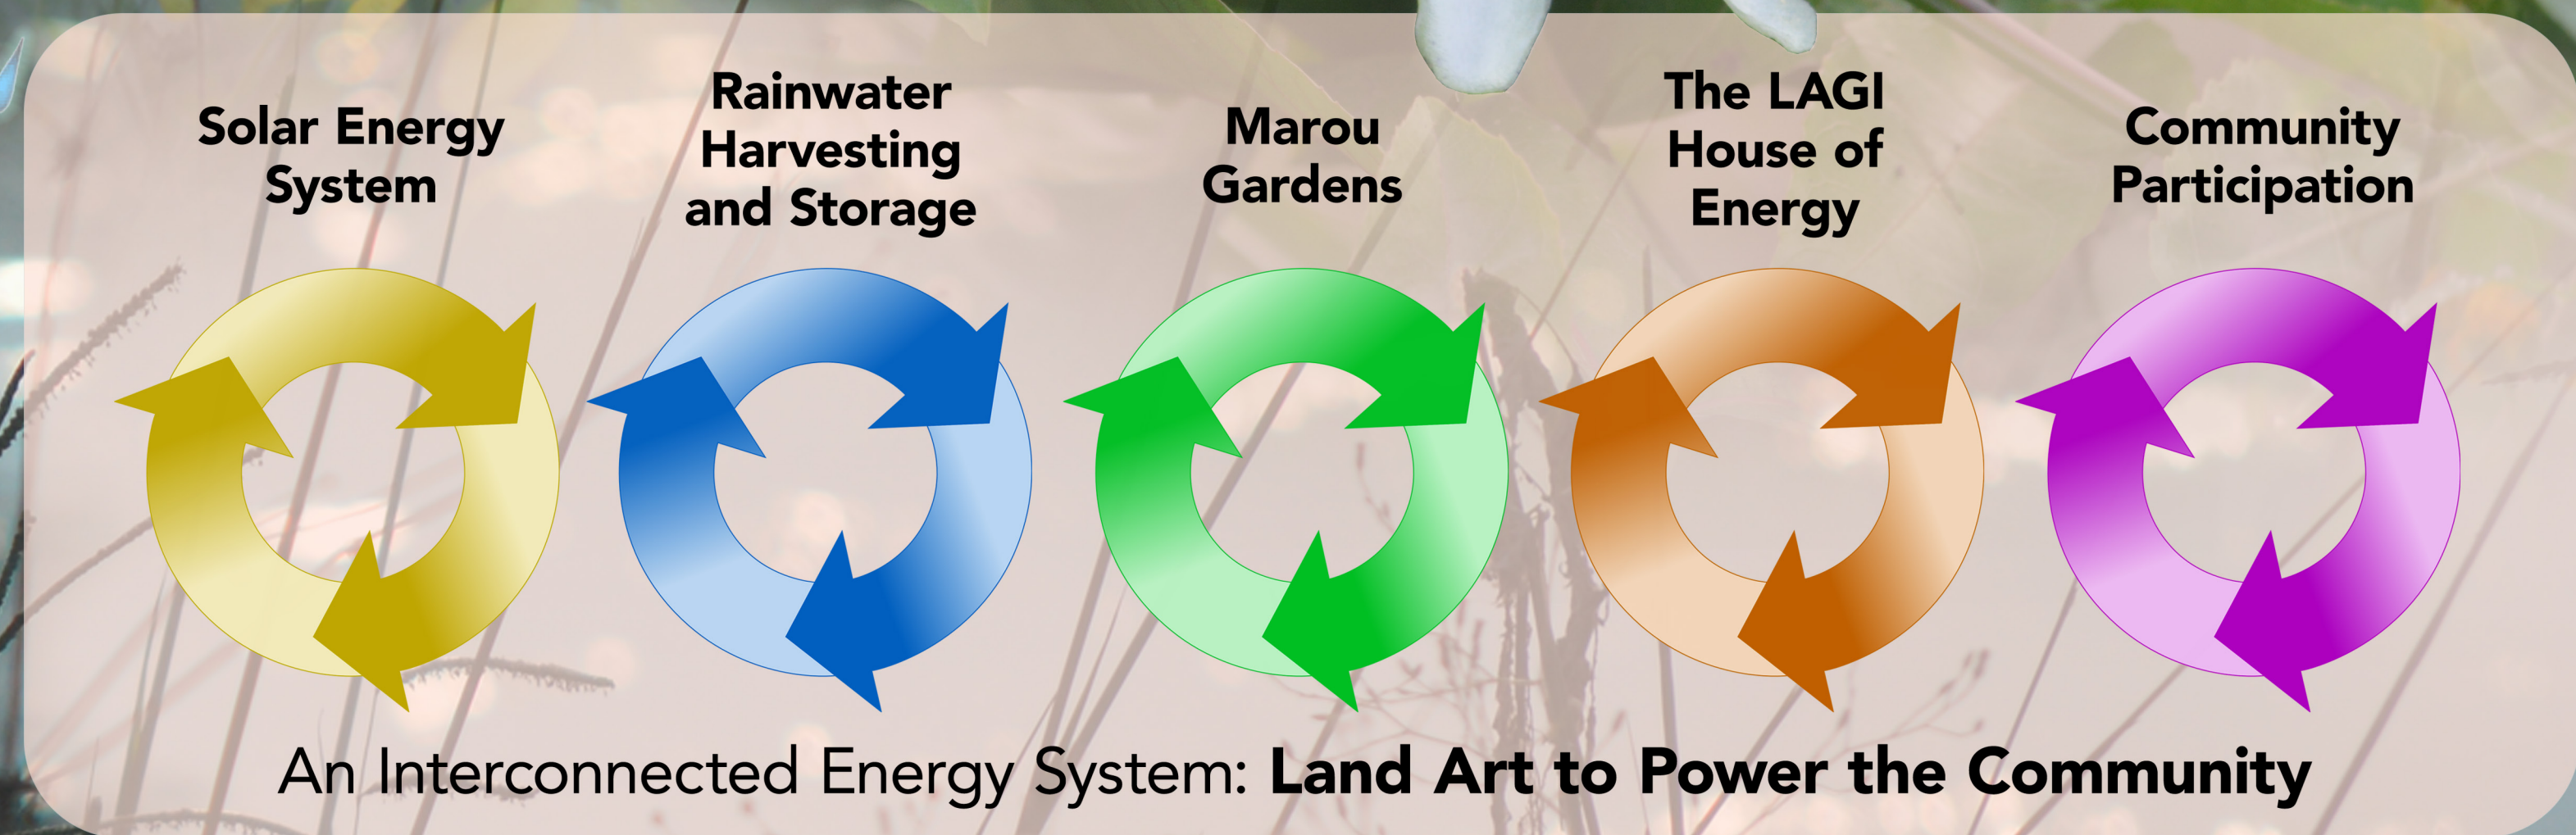 Solar Energy
System
Rainwater
Harvesting
and Storage
Marou
Gardens
The LAGI
House of
Energy
Community
Participation
An Interconnected Energy System: Land Art to Power the Community